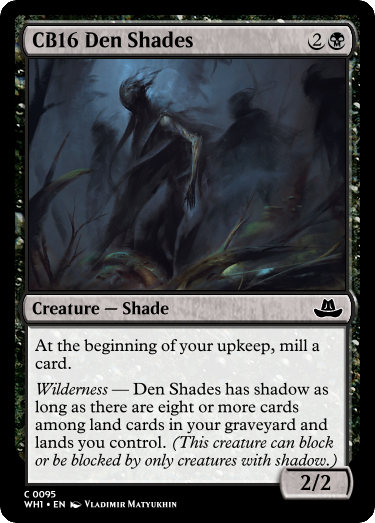 CB16 Den Shades 2
Creature — Shade
At the beginning of your upkeep, mill a
card.
Wilderness — Den Shades has shadow as
long as there are eight or more cards
among land cards in your graveyard and
lands you control. (This creature can block
or be blocked by only creatures with shadow.)
2/2
C 0095
WH1 • EN Vladimir Matyukhin